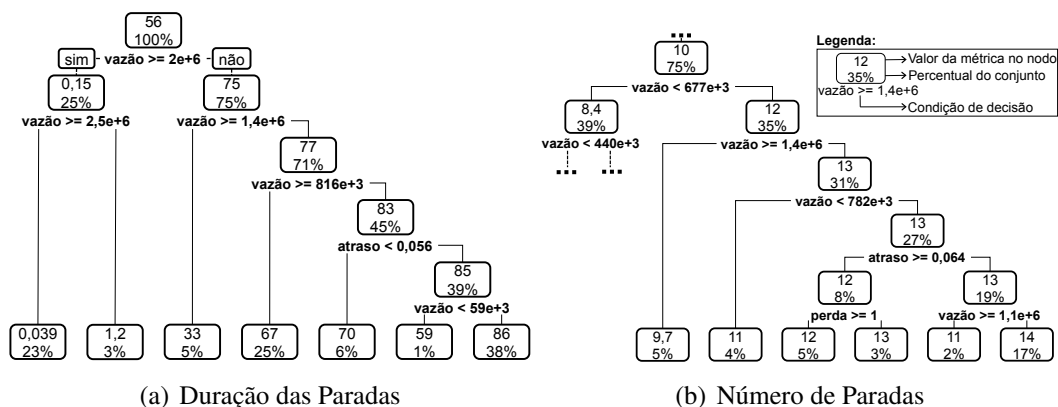 56
100%
sim
vazão >= 2e+6
não
0,15
25%
75
75%
vazão >= 2,5e+6
vazão >= 1,4e+6
77
71%
vazão >= 816e+3
83
45%
atraso < 0,056
85
39%
vazão < 59e+3
0,039
23%
1,2
3%
33
5%
67
25%
70
6%
59
1%
86
38%
(a) Duração das Paradas
10
75%
vazão < 677e+3
8,4
39%
12
35%
vazão < 440e+3
vazão >= 1,4e+6
13
31%
vazão < 782e+3
13
27%
atraso >= 0,064
12
8%
13
19%
perda >= 1
vazão >= 1,1e+6
9,7
5%
11
4%
12
5%
13
3%
11
2%
14
17%
Legenda:
12
35%
Valor da métrica no nodo
Percentual do conjunto
vazão >= 1,4e+6
Condição de decisão
(b) Número de Paradas